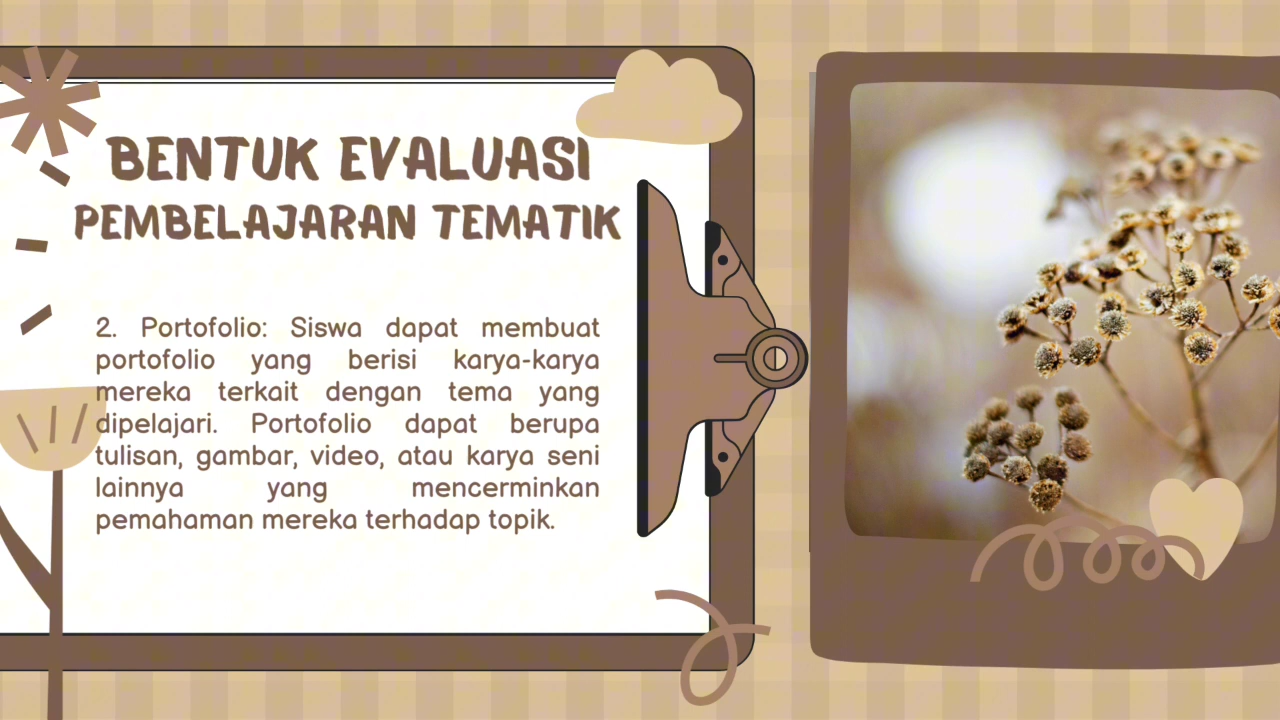 BENTUK EVALUASI
PEMBELAJARAN TEMATIK
2. Portofolio: Siswa dapat membuat
portofolio yang berisi karya-karya
mereka terkait dengan tema yang
dipelajari. Portofolio dapat berupa
tulisan, gambar, video, atau karya seni
lainnya yang mencerminkan
pemahaman mereka terhadap topik.